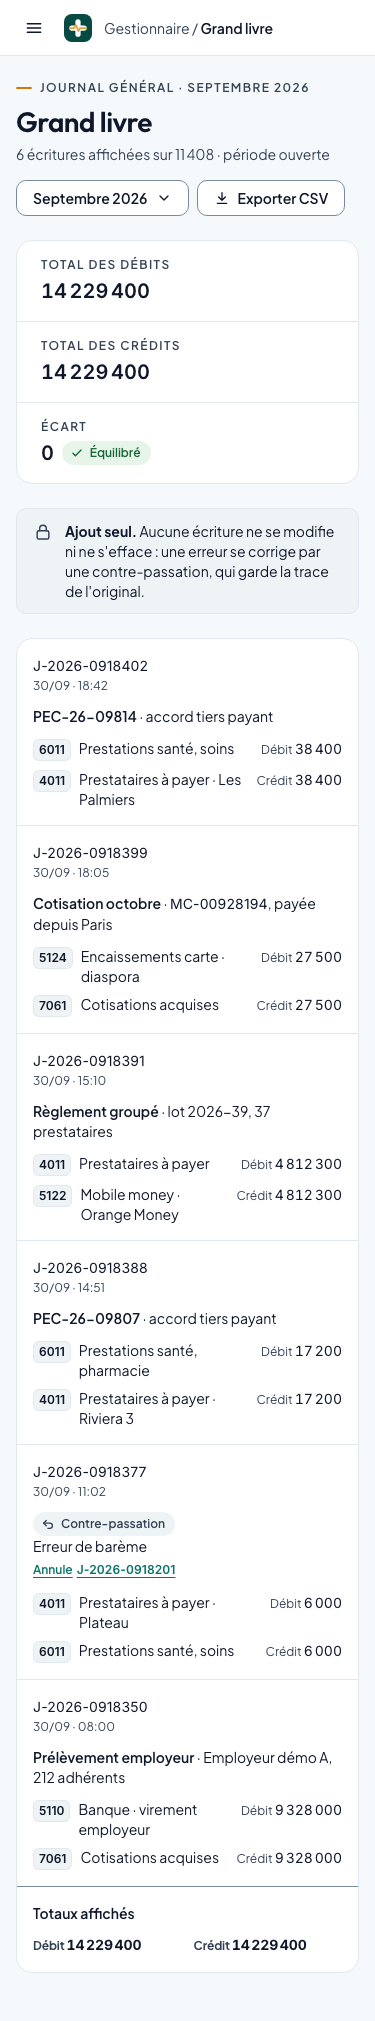 Gestionnaire / Grand livre
JOURNAL GÉNÉRAL · SEPTEMBRE 2026
Grand livre
6 écritures affichées sur 11 408 · période ouverte
Septembre 2026
Exporter CSV
TOTAL DES DÉBITS
14 229 400
TOTAL DES CRÉDITS
14 229 400
ÉCART
0 Équilibré
Ajout seul. Aucune écriture ne se modifie
ni ne s'efface : une erreur se corrige par
une contre-passation, qui garde la trace
de l'original.
J-2026-0918402
30/09 · 18:42
PEC-26-09814 · accord tiers payant
6011 Prestations santé, soins Débit 38 400
4011 Prestataires à payer · Les Crédit 38 400
Palmiers
J-2026-0918399
30/09 · 18:05
Cotisation octobre · MC-00928194, payée
depuis Paris
5124 Encaissements carte · Débit 27 500
diaspora
7061 Cotisations acquises Crédit 27 500
J-2026-0918391
30/09 · 15:10
Règlement groupé · lot 2026-39, 37
prestataires
4011 Prestataires à payer Débit 4 812 300
5122 Mobile money · Crédit 4 812 300
Orange Money
J-2026-0918388
30/09 · 14:51
PEC-26-09807 · accord tiers payant
6011 Prestations santé, Débit 17 200
pharmacie
4011 Prestataires à payer · Crédit 17 200
Riviera 3
J-2026-0918377
30/09 · 11:02
Contre-passation
Erreur de barème
Annule J-2026-0918201
4011 Prestataires à payer · Débit 6 000
Plateau
6011 Prestations santé, soins Crédit 6 000
J-2026-0918350
30/09 · 08:00
Prélèvement employeur · Employeur démo A,
212 adhérents
5110 Banque · virement Débit 9 328 000
employeur
7061 Cotisations acquises Crédit 9 328 000
Totaux affichés
Débit 14 229 400 Crédit 14 229 400